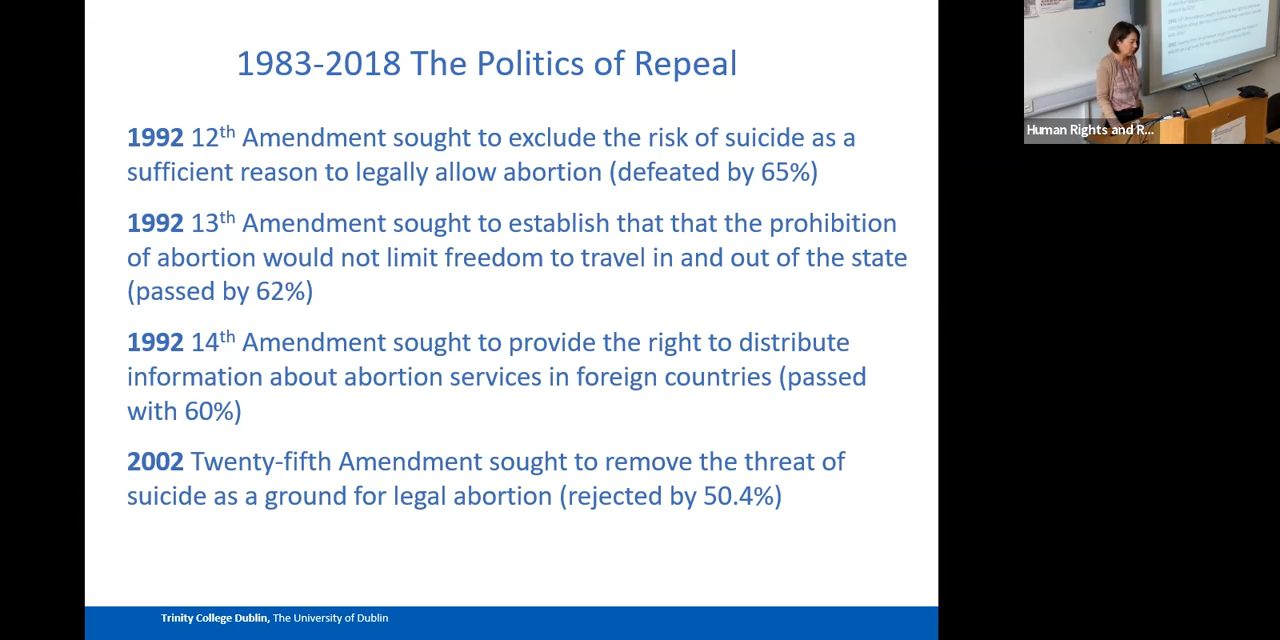 1983-2018 The Politics of Repeal
1992 12th Amendment sought to exclude the risk of suicide as a
sufficient reason to legally allow abortion (defeated by 65%)
1992 13th Amendment sought to establish that that the prohibition
of abortion would not limit freedom to travel in and out of the state
(passed by 62%)
1992 14th Amendment sought to provide the right to distribute
information about abortion services in foreign countries (passed
with 60%)
2002 Twenty-fifth Amendment sought to remove the threat of
suicide as a ground for legal abortion (rejected by 50.4%)
Trinity College Dublin, The University of Dublin
Human Rights and R...